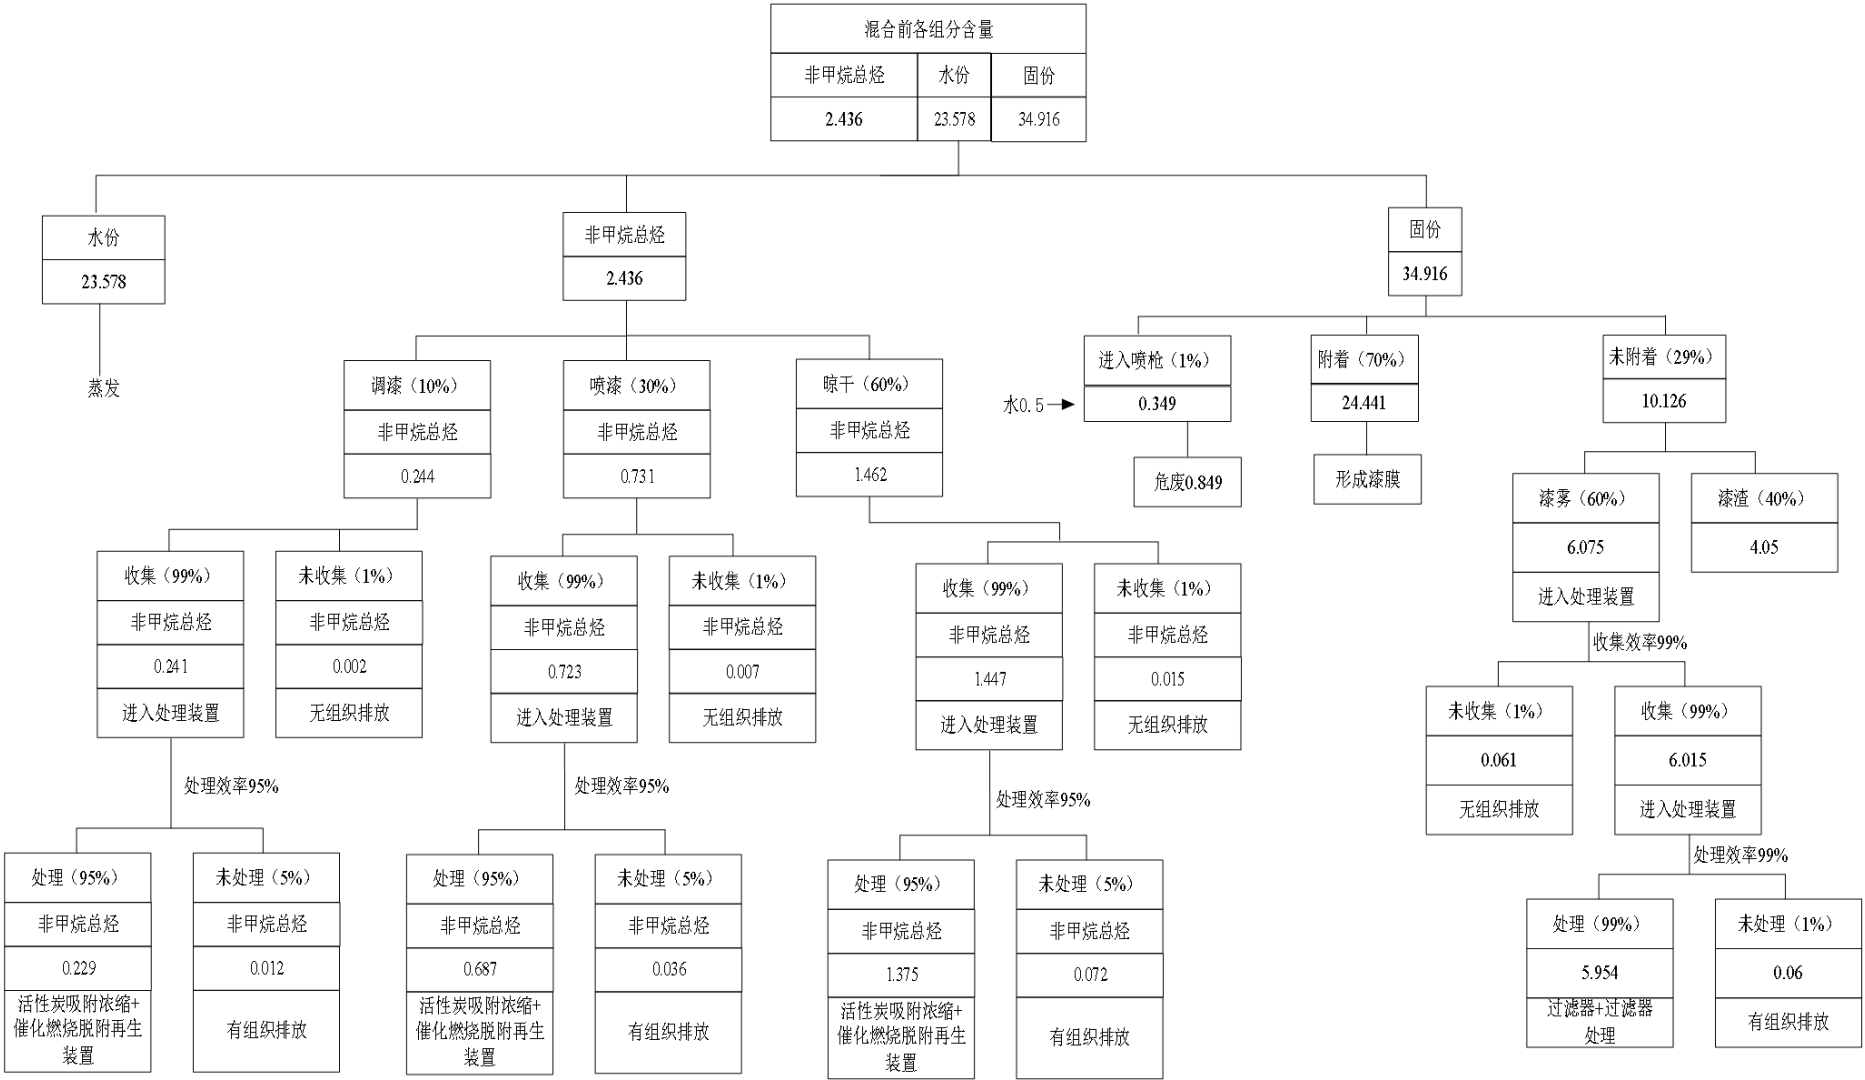 混合前各组分含量
非甲烷总烃 水份 固份
2.436 23.578 34.916
水份
23.578
蒸发
非甲烷总烃
2.436
固份
34.916
调漆（10%）
非甲烷总烃
0.244
喷漆（30%）
非甲烷总烃
0.731
晾干（60%）
非甲烷总烃
1.462
水0.5
进入喷枪（1%）
0.349
危废0.849
附着（70%）
24.441
形成漆膜
未附着（29%）
10.126
漆雾（60%）
6.075
进入处理装置
漆渣（40%）
4.05
收集（99%）
非甲烷总烃
0.241
进入处理装置
未收集（1%）
非甲烷总烃
0.002
无组织排放
收集（99%）
非甲烷总烃
0.723
进入处理装置
未收集（1%）
非甲烷总烃
0.007
无组织排放
收集（99%）
非甲烷总烃
1.447
进入处理装置
未收集（1%）
非甲烷总烃
0.015
无组织排放
收集效率99%
未收集（1%）
0.061
无组织排放
收集（99%）
6.015
进入处理装置
处理效率95%
处理效率95%
处理效率95%
处理效率99%
处理（95%）
非甲烷总烃
0.229
活性炭吸附浓缩+
催化燃烧脱附再生
装置
未处理（5%）
非甲烷总烃
0.012
有组织排放
处理（95%）
非甲烷总烃
0.687
活性炭吸附浓缩+
催化燃烧脱附再生
装置
未处理（5%）
非甲烷总烃
0.036
有组织排放
处理（95%）
非甲烷总烃
1.375
活性炭吸附浓缩+
催化燃烧脱附再生
装置
未处理（5%）
非甲烷总烃
0.072
有组织排放
处理（99%）
5.954
过滤器+过滤器
处理
未处理（1%）
0.06
有组织排放